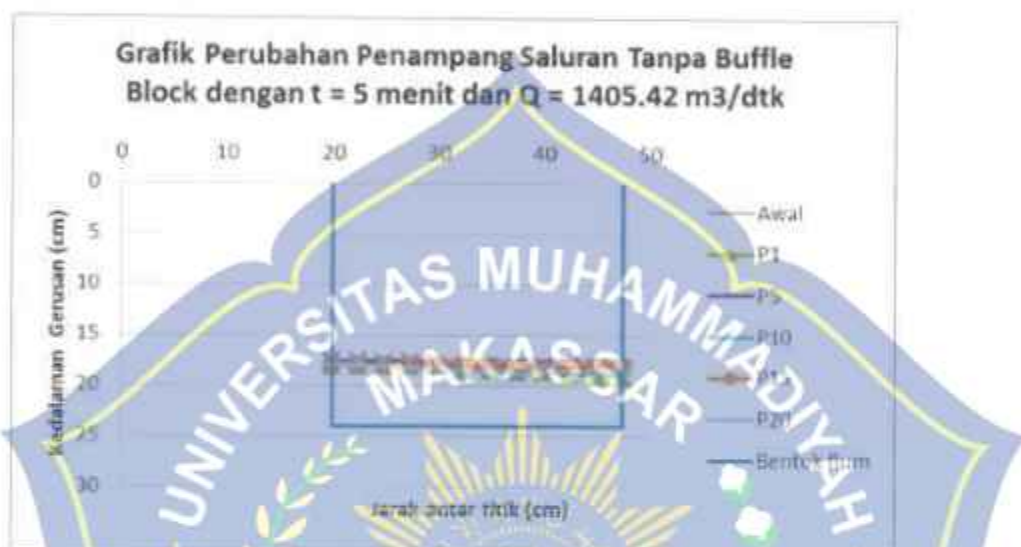 Grafik Perubahan Penampang Saluran Tanpa Buffle
Block dengan t = 5 menit dan Q = 1405.42 m3/dtk
0 10 20 30 40 50
0
5
10
15
20
25
30
Kedalaman Gerusan (cm)
Jarak antar titik (cm)
Awal
P1
P5
P10
P15
P20
Bentuk flum
UNIVERSITAS MUHAMMADIYAH
MAKASSAR